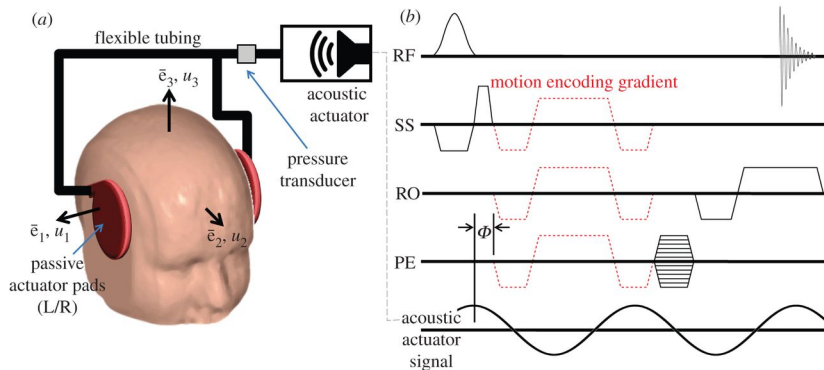 (a)
flexible tubing
ē3, u3
acoustic
actuator
pressure
transducer
ē1, u1
ē2, u2
passive
actuator pads
(L/R)
(b)
RF
motion encoding gradient
SS
RO
Φ
PE
acoustic
actuator
signal